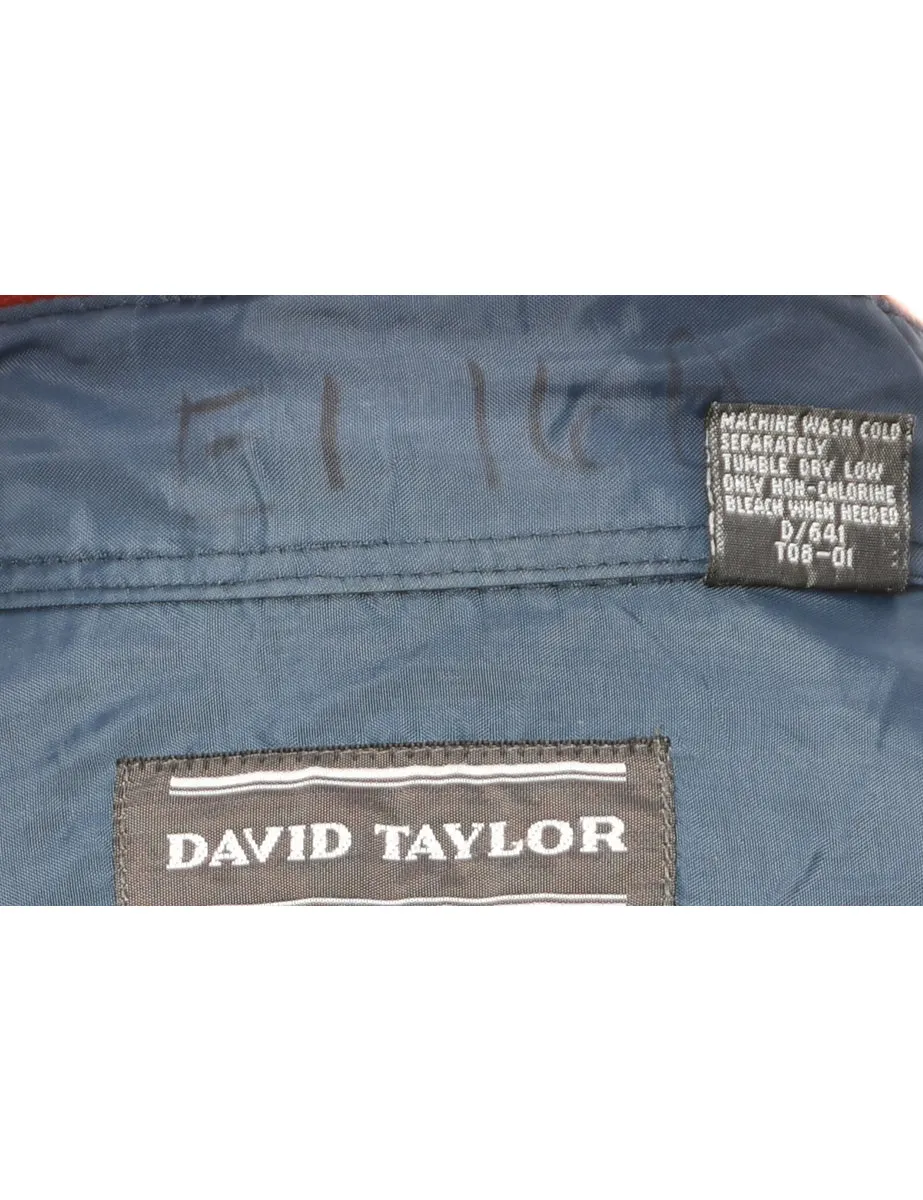 MACHINE WASH COLD
SEPARATELY
TUMBLE DRY LOW
ONLY NON-CHLORINE
BLEACH WHEN NEEDED
D/641
T08-01
DAVID TAYLOR